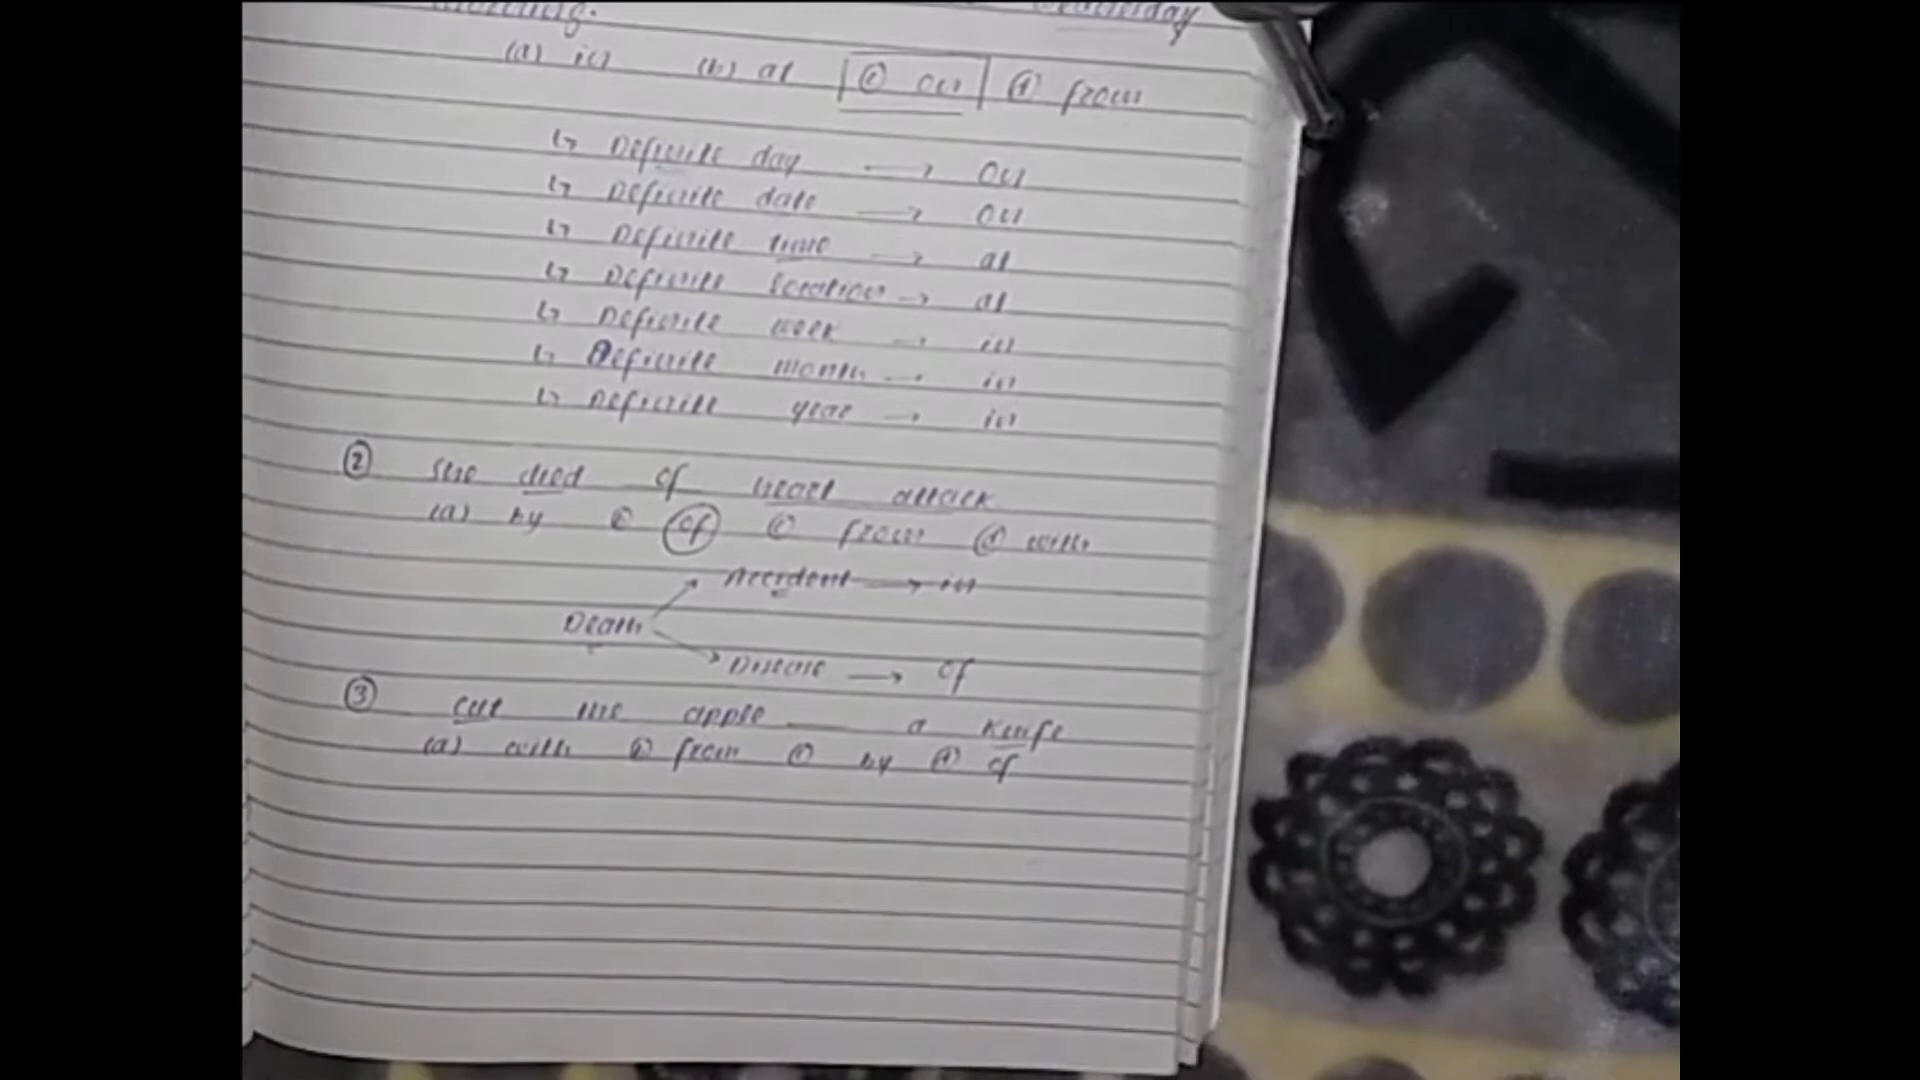 Wednesday
(a) in (b) at (c) on (d) from
↳ Definite day → on
↳ Definite date → on
↳ Definite time → at
↳ Definite location → at
↳ Definite week → in
↳ Definite month → in
↳ Definite year → in
(2) She died of heart attack
(a) by (b) of (c) from (d) with
Accident → in
Death
Disease → of
(3) Cut the apple ___ a knife
(a) with (b) from (c) by (d) of